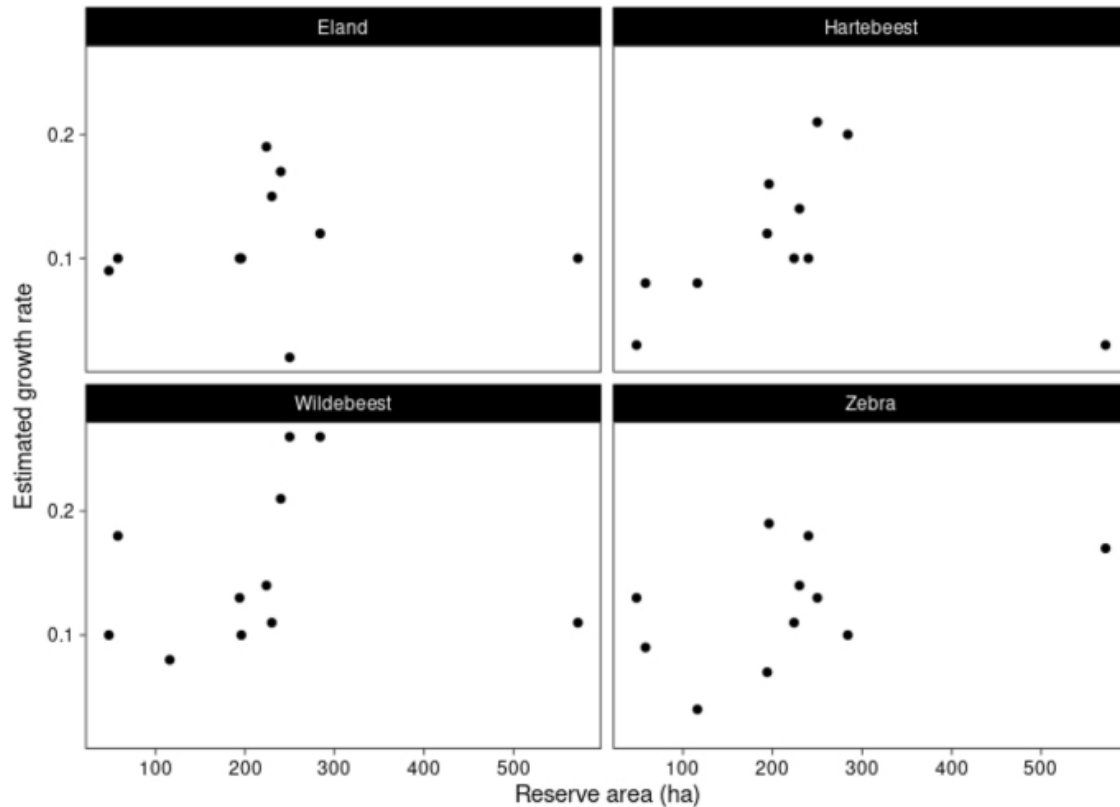 Eland
Hartebeest
0.2
0.1
Estimated growth rate
Wildebeest
Zebra
0.2
0.1
100 200 300 400 500
100 200 300 400 500
Reserve area (ha)